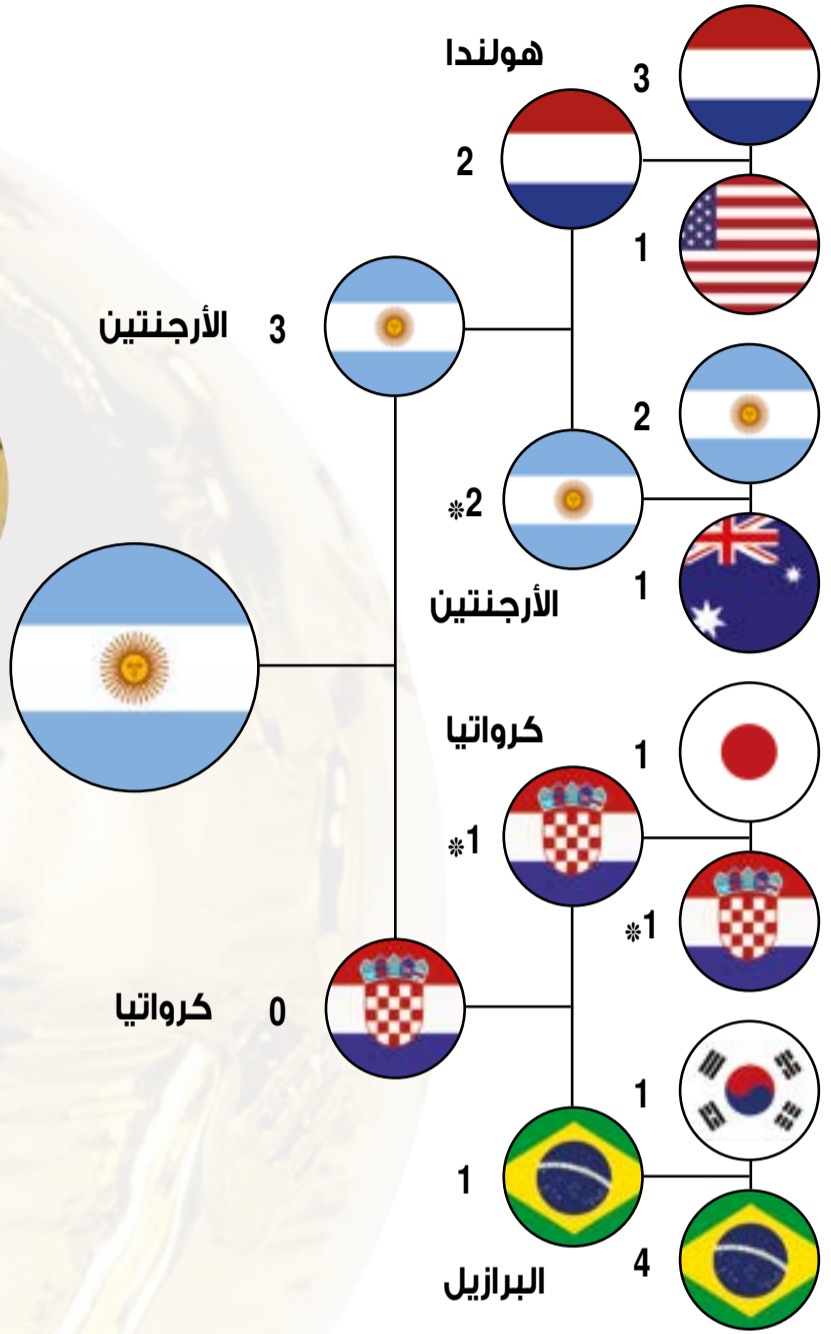 هولندا
3
2
1
الأرجنتين 3
2
*2
1
الأرجنتين
كرواتيا
1
*1
*1
كرواتيا 0
1
1
4
البرازيل